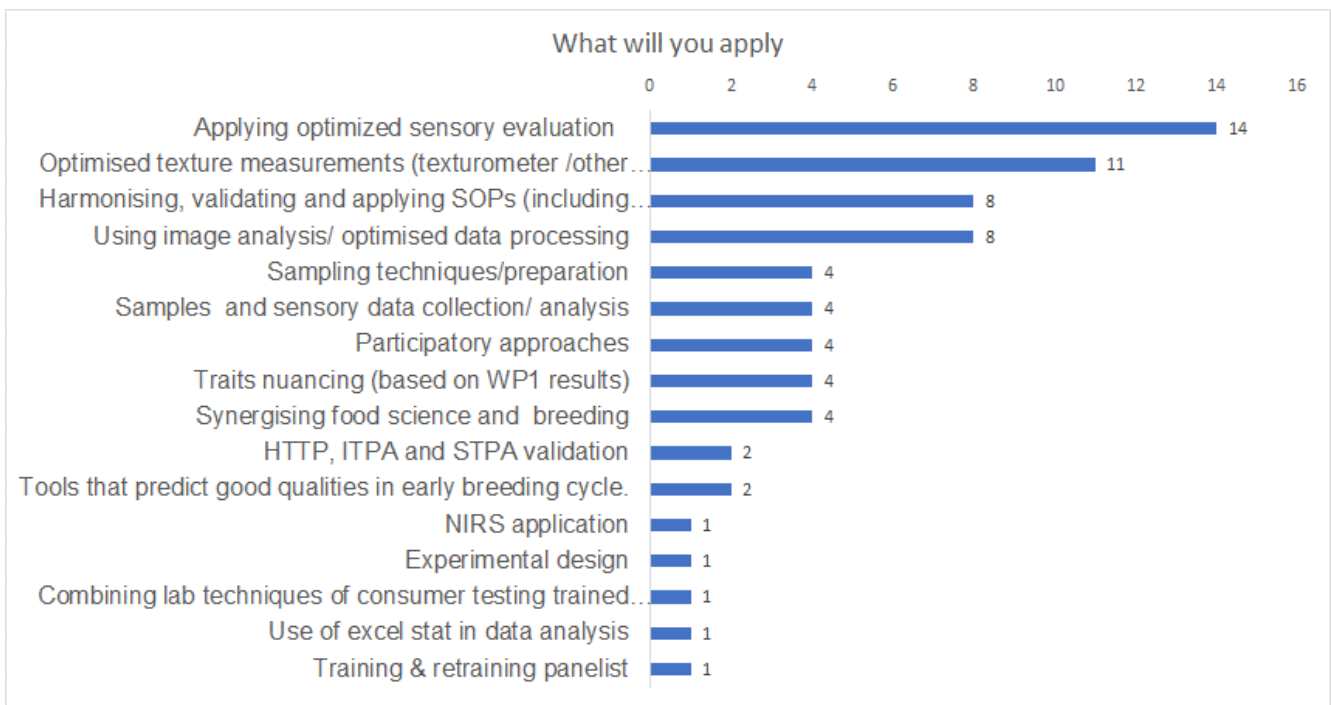 What will you apply
0 2 4 6 8 10 12 14 16
Applying optimized sensory evaluation 14
Optimised texture measurements (texturometer /other... 11
Harmonising, validating and applying SOPs (including... 8
Using image analysis/ optimised data processing 8
Sampling techniques/preparation 4
Samples and sensory data collection/ analysis 4
Participatory approaches 4
Traits nuancing (based on WP1 results) 4
Synergising food science and breeding 4
HTTP, ITPA and STPA validation 2
Tools that predict good qualities in early breeding cycle. 2
NIRS application 1
Experimental design 1
Combining lab techniques of consumer testing trained... 1
Use of excel stat in data analysis 1
Training & retraining panelist 1